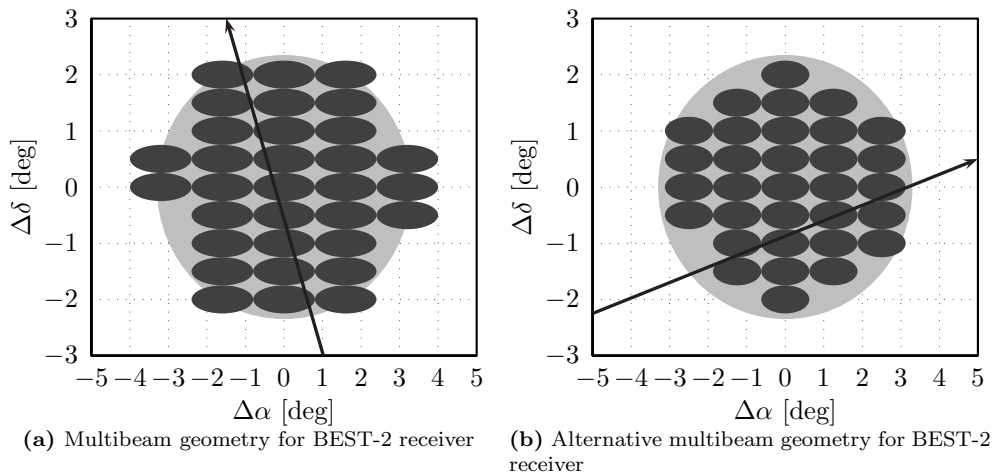 3
2
1
0
−1
−2
−3
−5 −4 −3 −2 −1 0 1 2 3 4 5
Δδ [deg]
Δα [deg]
(a) Multibeam geometry for BEST-2 receiver
3
2
1
0
−1
−2
−3
−5 −4 −3 −2 −1 0 1 2 3 4 5
Δδ [deg]
Δα [deg]
(b) Alternative multibeam geometry for BEST-2
receiver